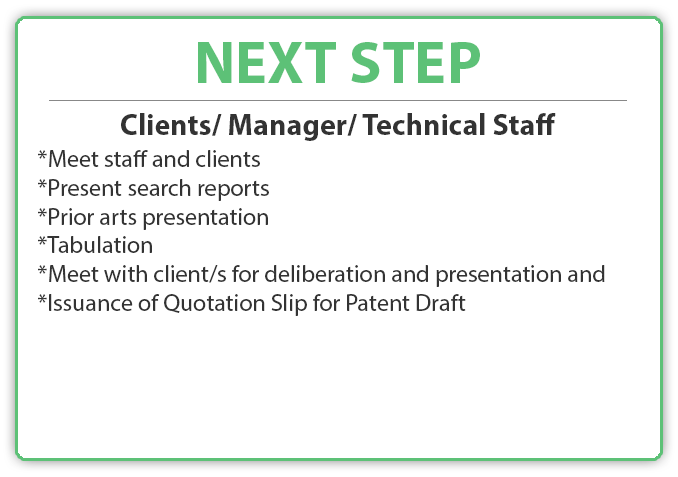 NEXT STEP
Clients/ Manager/ Technical Staff
*Meet staff and clients
*Present search reports
*Prior arts presentation
*Tabulation
*Meet with client/s for deliberation and presentation and
*Issuance of Quotation Slip for Patent Draft